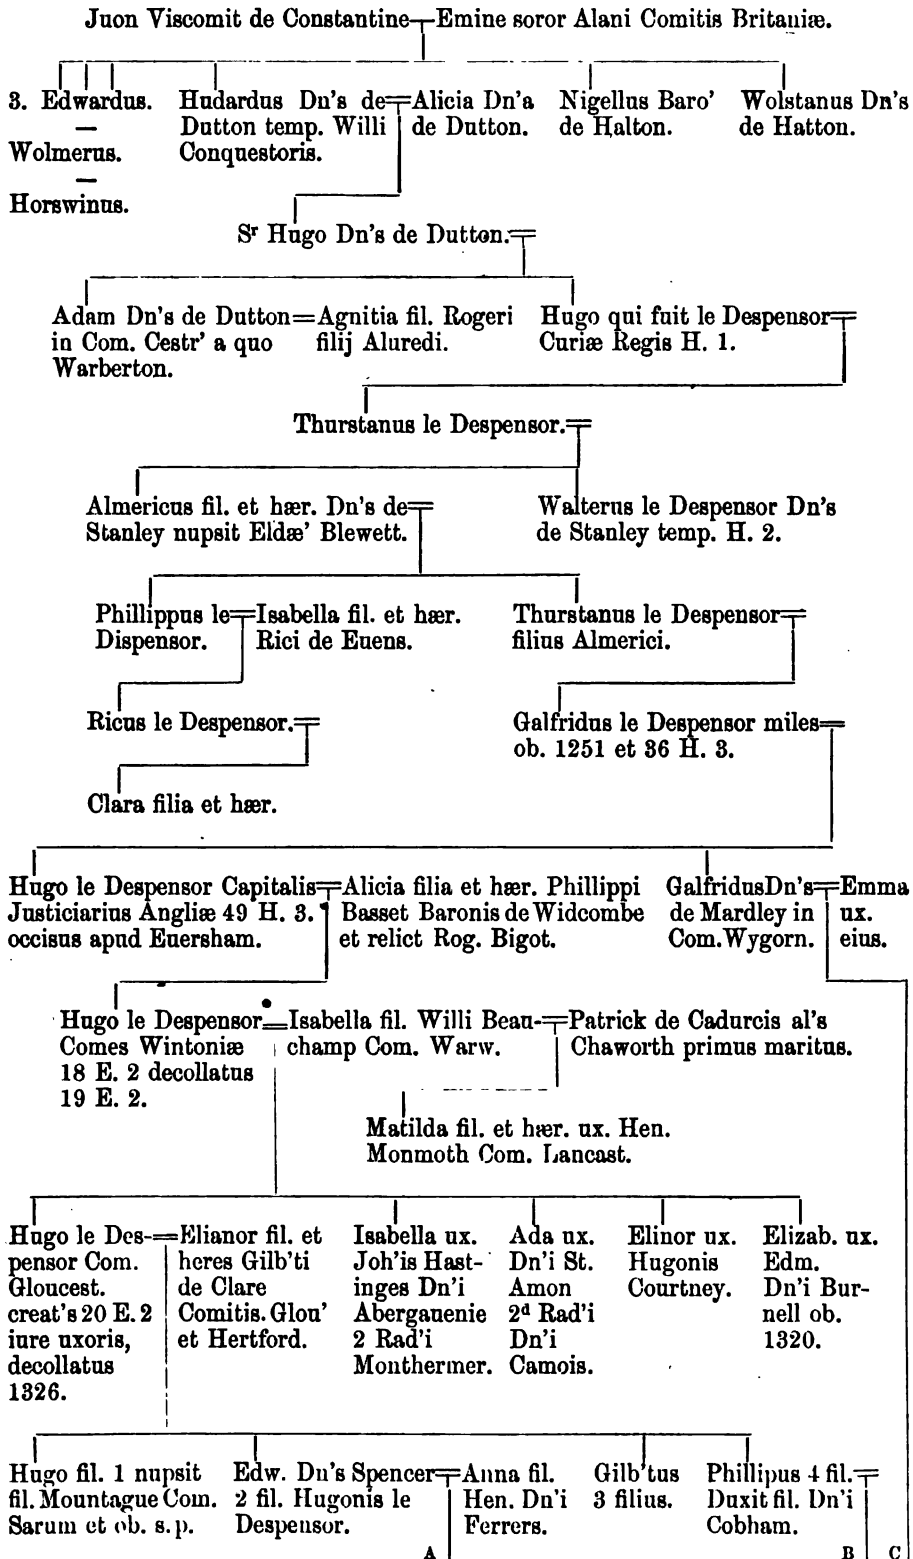 Juon Viscomit de Constantine Emine soror Alani Comitis Britaniæ.
3. Edwardus.
—
Wolmerus.
—
Horswinus.
Hudardus Dn's de
Dutton temp. Willi
Conquestoris.
Alicia Dn'a
de Dutton.
Nigellus Baro'
de Halton.
Wolstanus Dn's
de Hatton.
Sr Hugo Dn's de Dutton.
Adam Dn's de Dutton
in Com. Cestr' a quo
Warberton.
Agnitia fil. Rogeri
filij Aluredi.
Hugo qui fuit le Despensor
Curiæ Regis H. 1.
Thurstanus le Despensor.
Almericus fil. et hær. Dn's de
Stanley nupsit Eldæ' Blewett.
Walterus le Despensor Dn's
de Stanley temp. H. 2.
Phillippus le
Dispensor.
Isabella fil. et hær.
Rici de Euens.
Thurstanus le Despensor
filius Almerici.
Ricus le Despensor.
Galfridus le Despensor miles
ob. 1251 et 36 H. 3.
Clara filia et hær.
Hugo le Despensor Capitalis
Justiciarius Angliæ 49 H. 3.
occisus apud Euersham.
Alicia filia et hær. Phillippi
Basset Baronis de Widcombe
et relict Rog. Bigot.
Galfridus Dn's
de Mardley in
Com. Wygorn.
Emma
ux.
eius.
Hugo le Despensor
Comes Wintoniæ
18 E. 2 decollatus
19 E. 2.
Isabella fil. Willi Beau-
champ Com. Warw.
Patrick de Cadurcis al's
Chaworth primus maritus.
Matilda fil. et hær. ux. Hen.
Monmoth Com. Lancast.
Hugo le Des-
pensor Com.
Gloucest.
creat's 20 E. 2
iure uxoris,
decollatus
1326.
Elianor fil. et
heres Gilb'ti
de Clare
Comitis. Glou'
et Hertford.
Isabella ux.
Joh'is Hast-
inges Dn'i
Abergauenie
2 Rad'i
Monthermer.
Ada ux.
Dn'i St.
Amon
2d Rad'i
Dn'i
Camois.
Elinor ux.
Hugonis
Courtney.
Elizab. ux.
Edm.
Dn'i Bur-
nell ob.
1320.
Hugo fil. 1 nupsit
fil. Mountague Com.
Sarum et ob. s.p.
Edw. Dn's Spencer
2 fil. Hugonis le
Despensor.
Anna fil.
Hen. Dn'i
Ferrers.
Gilb'tus
3 filius.
Phillipus 4 fil.
Duxit fil. Dn'i
Cobham.
A B C